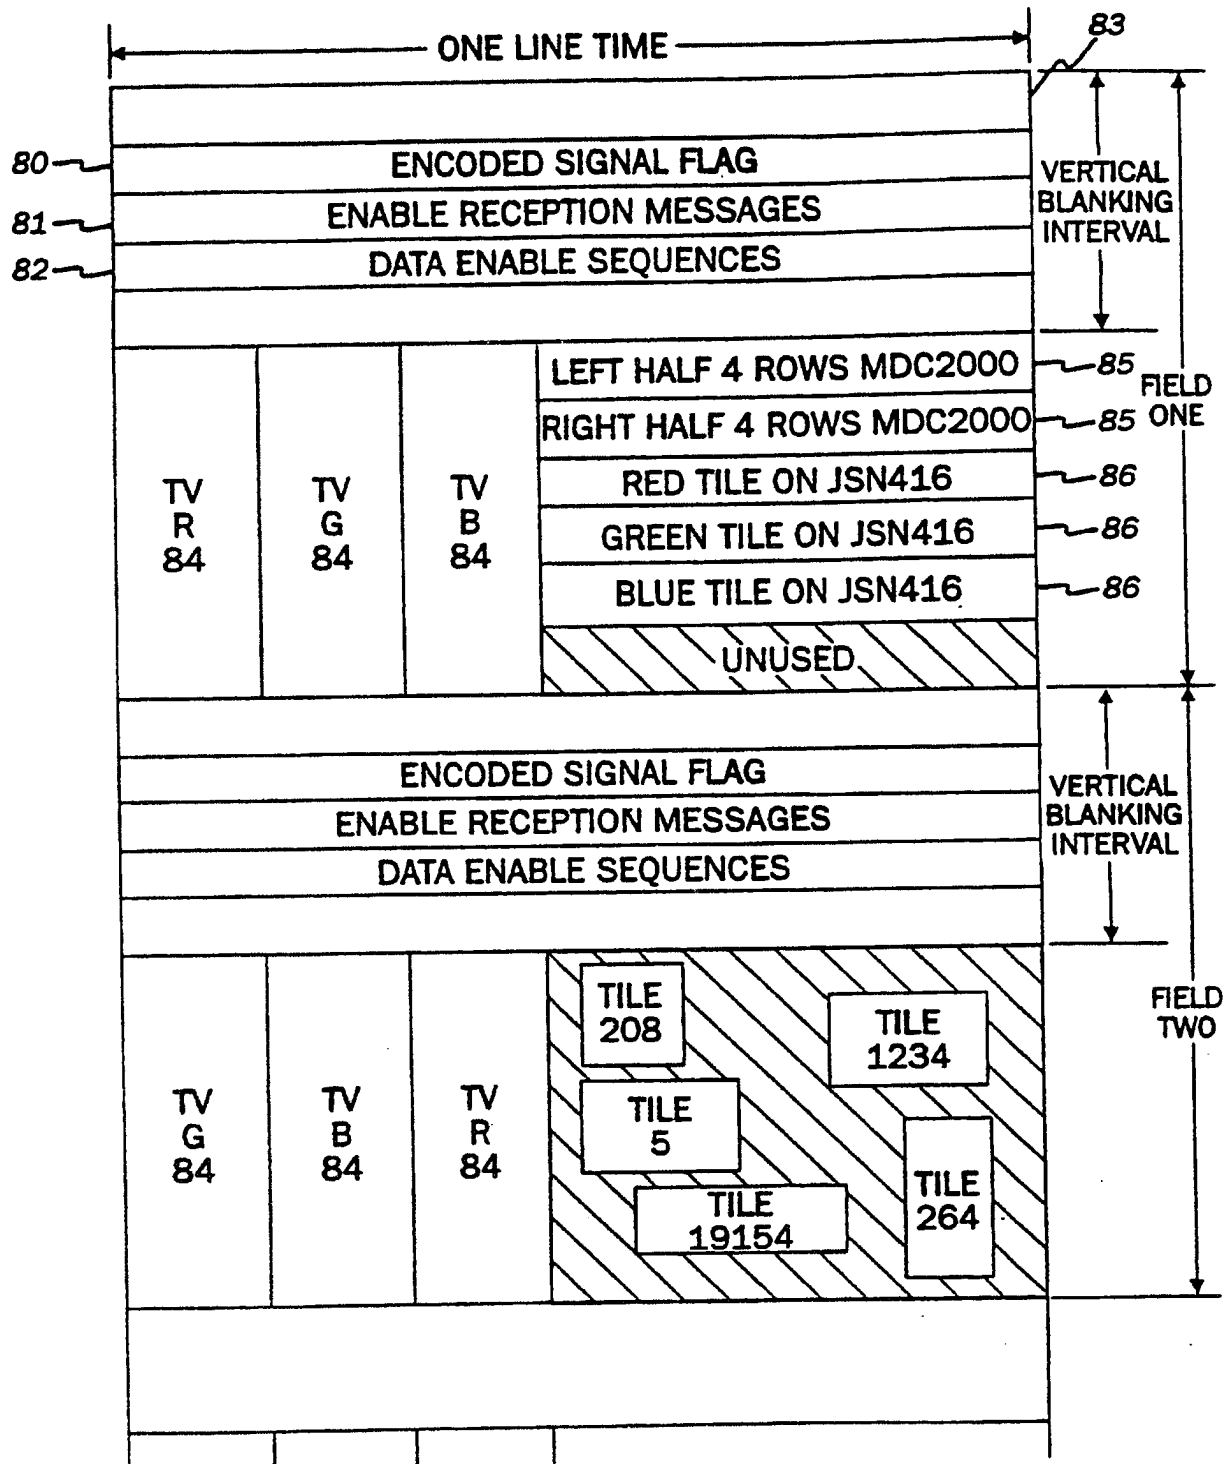 ONE LINE TIME
83
80
ENCODED SIGNAL FLAG
81
ENABLE RECEPTION MESSAGES
82
DATA ENABLE SEQUENCES
VERTICAL
BLANKING
INTERVAL
LEFT HALF 4 ROWS MDC2000
85
RIGHT HALF 4 ROWS MDC2000
85
FIELD
ONE
TV
R
84
TV
G
84
TV
B
84
RED TILE ON JSN416
86
GREEN TILE ON JSN416
86
BLUE TILE ON JSN416
86
UNUSED
ENCODED SIGNAL FLAG
ENABLE RECEPTION MESSAGES
DATA ENABLE SEQUENCES
VERTICAL
BLANKING
INTERVAL
TV
G
84
TV
B
84
TV
R
84
TILE
208
TILE
1234
TILE
5
TILE
264
TILE
19154
FIELD
TWO